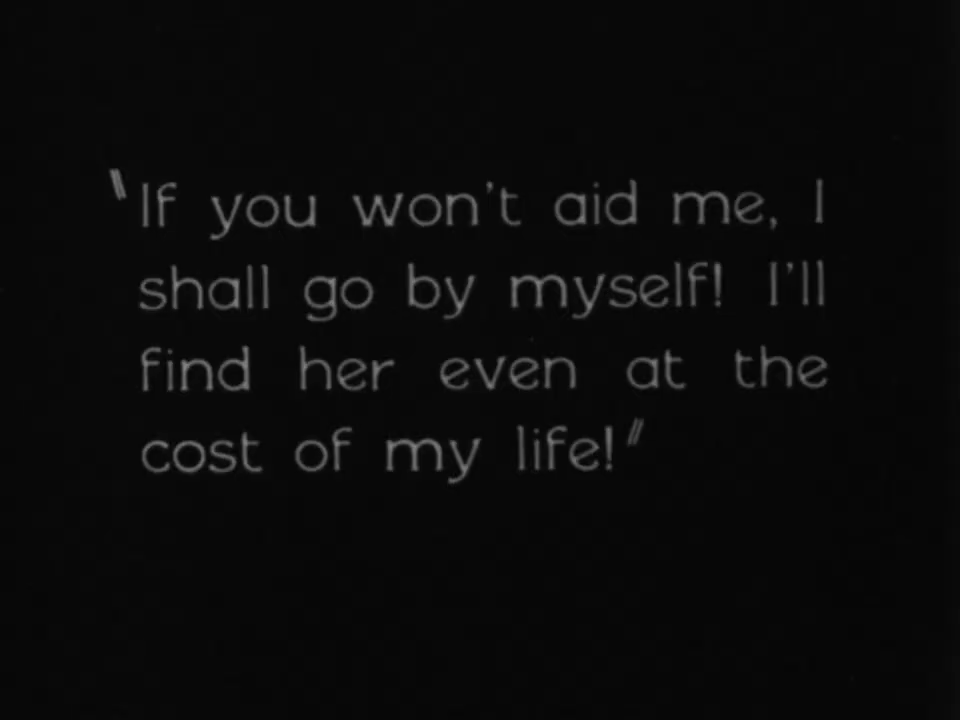 "If you won't aid me, I
shall go by myself! I'll
find her even at the
cost of my life!"